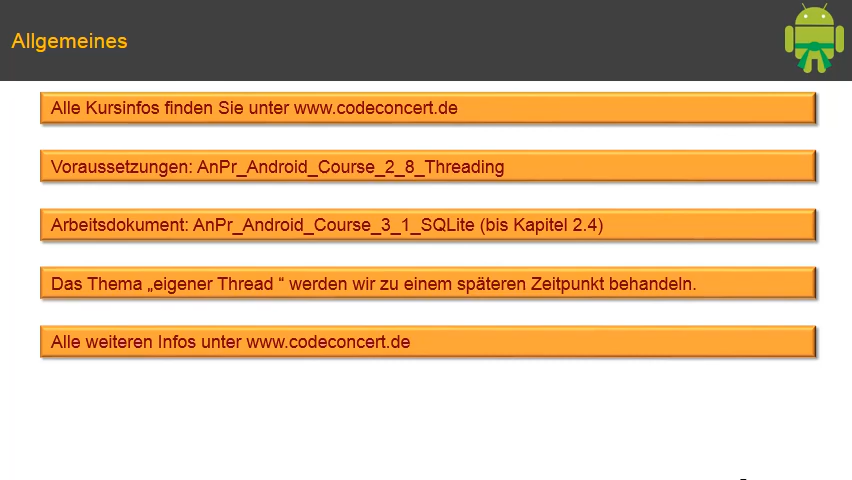 Allgemeines
Alle Kursinfos finden Sie unter www.codeconcert.de
Voraussetzungen: AnPr_Android_Course_2_8_Threading
Arbeitsdokument: AnPr_Android_Course_3_1_SQLite (bis Kapitel 2.4)
Das Thema „eigener Thread “ werden wir zu einem späteren Zeitpunkt behandeln.
Alle weiteren Infos unter www.codeconcert.de